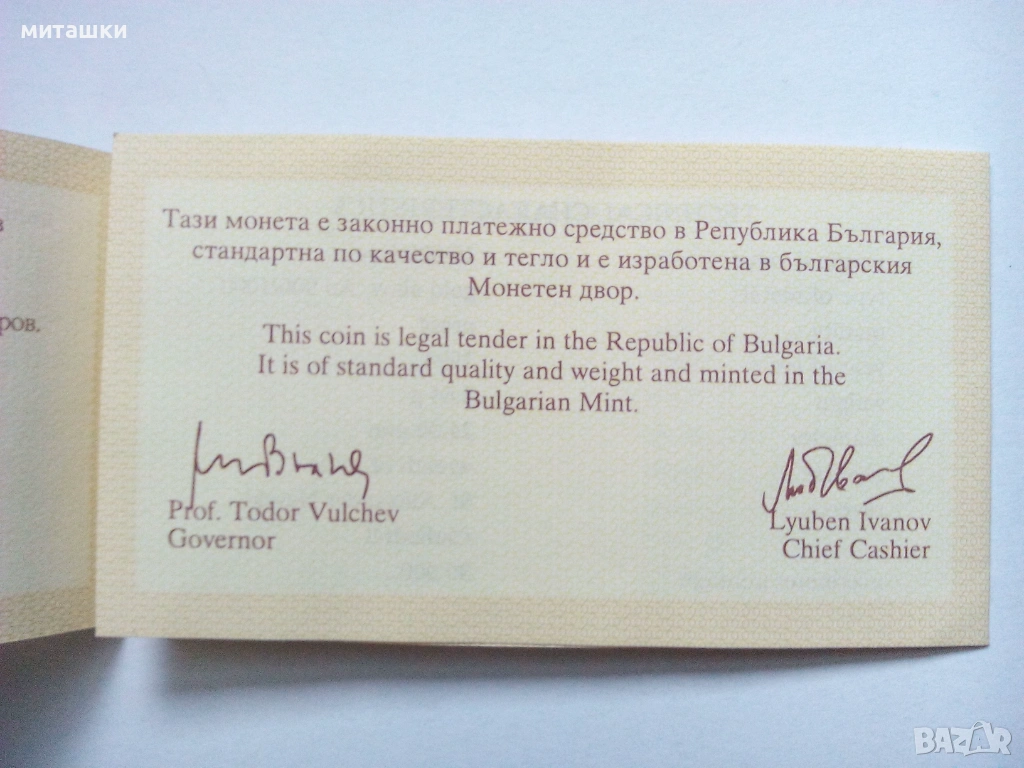 миташки
ров.
Тази монета е законно платежно средство в Република България,
стандартна по качество и тегло и е изработена в българския
Монетен двор.
This coin is legal tender in the Republic of Bulgaria.
It is of standard quality and weight and minted in the
Bulgarian Mint.
Prof. Todor Vulchev
Governor
Lyuben Ivanov
Chief Cashier
BAZAR